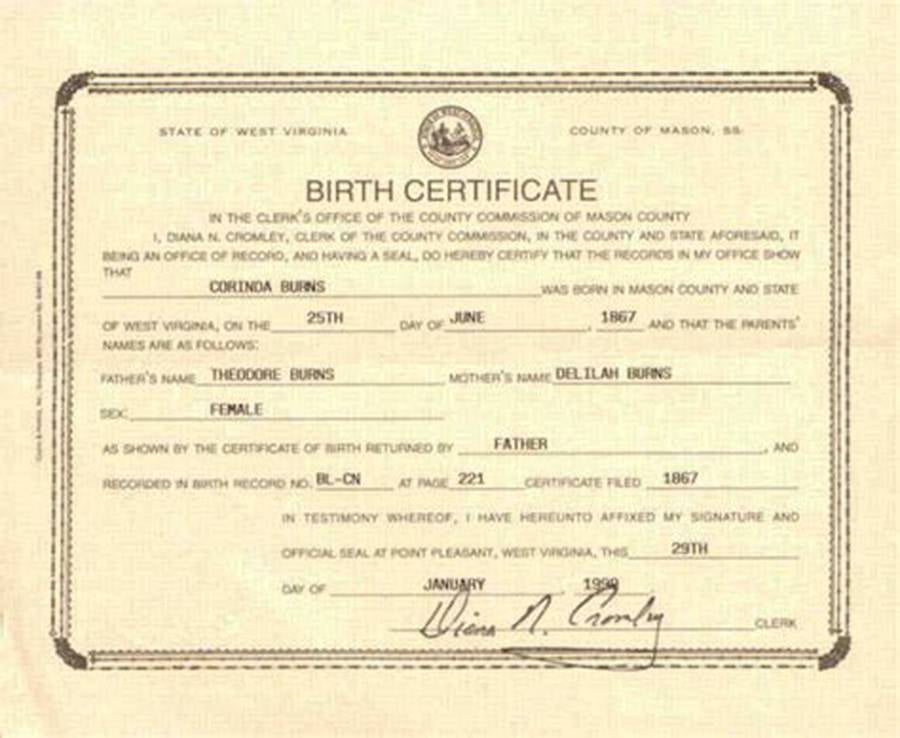 STATE OF WEST VIRGINIA COUNTY OF MASON, SS:
BIRTH CERTIFICATE
IN THE CLERK'S OFFICE OF THE COUNTY COMMISSION OF MASON COUNTY
I, DIANA N. CROMLEY, CLERK OF THE COUNTY COMMISSION, IN THE COUNTY AND STATE AFORESAID, IT
BEING AN OFFICE OF RECORD, AND HAVING A SEAL, DO HEREBY CERTIFY THAT THE RECORDS IN MY OFFICE SHOW
THAT
CORINDA BURNS WAS BORN IN MASON COUNTY AND STATE
OF WEST VIRGINIA, ON THE 25TH DAY OF JUNE, 1867 AND THAT THE PARENTS'
NAMES ARE AS FOLLOWS:
FATHER'S NAME THEODORE BURNS MOTHER'S NAME DELILAH BURNS
SEX: FEMALE
AS SHOWN BY THE CERTIFICATE OF BIRTH RETURNED BY FATHER, AND
RECORDED IN BIRTH RECORD NO. BL-CN AT PAGE 221 CERTIFICATE FILED 1867
IN TESTIMONY WHEREOF, I HAVE HEREUNTO AFFIXED MY SIGNATURE AND
OFFICIAL SEAL AT POINT PLEASANT, WEST VIRGINIA, THIS 29TH
DAY OF JANUARY
Diana N. Cromley CLERK